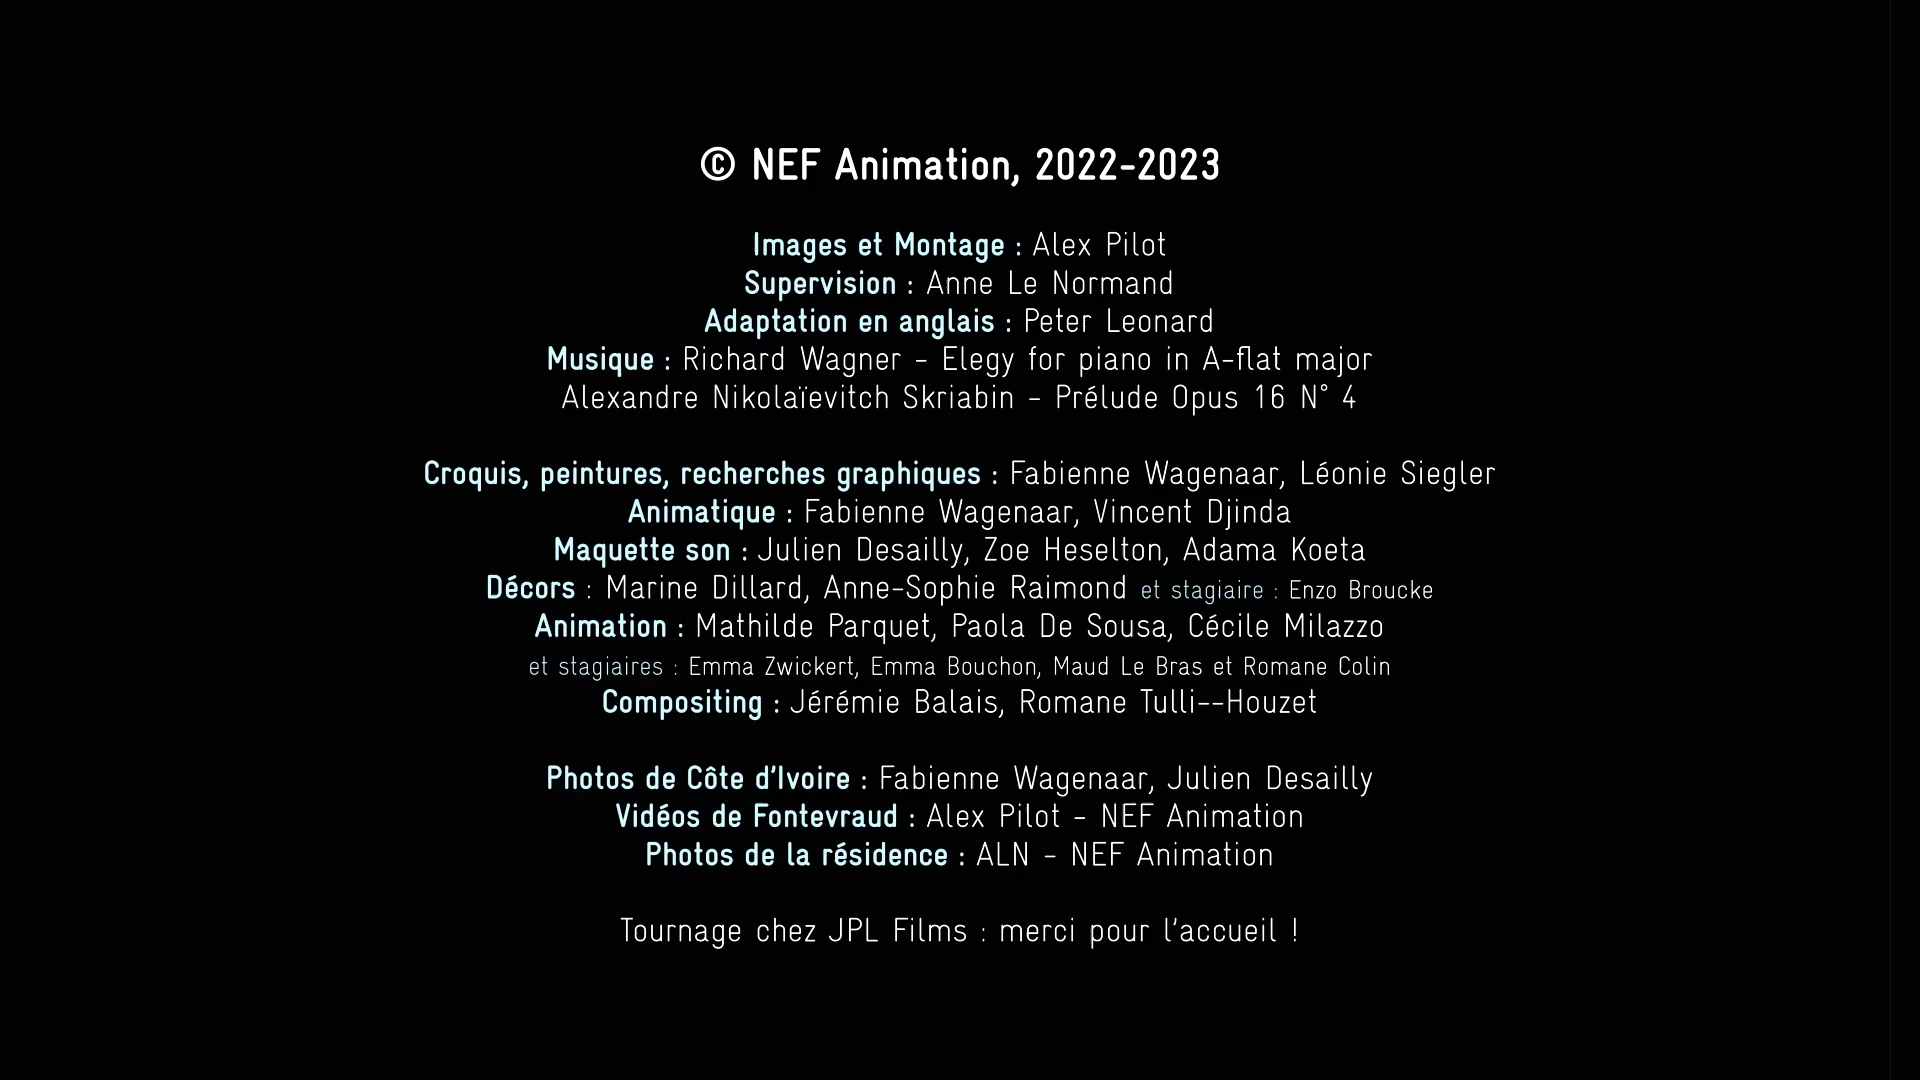 © NEF Animation, 2022-2023
Images et Montage : Alex Pilot
Supervision : Anne Le Normand
Adaptation en anglais : Peter Leonard
Musique : Richard Wagner - Elegy for piano in A-flat major
Alexandre Nikolaïevitch Skriabin - Prélude Opus 16 N° 4
Croquis, peintures, recherches graphiques : Fabienne Wagenaar, Léonie Siegler
Animatique : Fabienne Wagenaar, Vincent Djinda
Maquette son : Julien Desailly, Zoe Heselton, Adama Koeta
Décors : Marine Dillard, Anne-Sophie Raimond et stagiaire : Enzo Broucke
Animation : Mathilde Parquet, Paola De Sousa, Cécile Milazzo
et stagiaires : Emma Zwickert, Emma Bouchon, Maud Le Bras et Romane Colin
Compositing : Jérémie Balais, Romane Tulli--Houzet
Photos de Côte d’Ivoire : Fabienne Wagenaar, Julien Desailly
Vidéos de Fontevraud : Alex Pilot - NEF Animation
Photos de la résidence : ALN - NEF Animation
Tournage chez JPL Films : merci pour l’accueil !